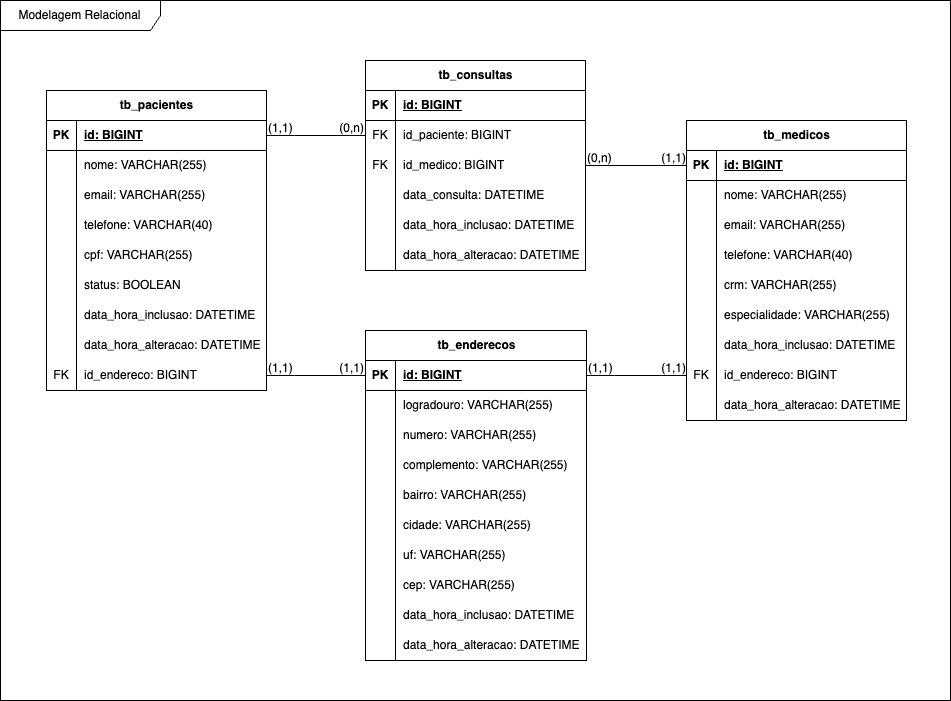 Modelagem Relacional
tb_pacientes
PK id: BIGINT
nome: VARCHAR(255)
email: VARCHAR(255)
telefone: VARCHAR(40)
cpf: VARCHAR(255)
status: BOOLEAN
data_hora_inclusao: DATETIME
data_hora_alteracao: DATETIME
FK id_endereco: BIGINT
(1,1) (0,n)
tb_consultas
PK id: BIGINT
FK id_paciente: BIGINT
FK id_medico: BIGINT
data_consulta: DATETIME
data_hora_inclusao: DATETIME
data_hora_alteracao: DATETIME
(0,n) (1,1)
tb_medicos
PK id: BIGINT
nome: VARCHAR(255)
email: VARCHAR(255)
telefone: VARCHAR(40)
crm: VARCHAR(255)
especialidade: VARCHAR(255)
data_hora_inclusao: DATETIME
FK id_endereco: BIGINT
data_hora_alteracao: DATETIME
(1,1) (1,1)
tb_enderecos
PK id: BIGINT
logradouro: VARCHAR(255)
numero: VARCHAR(255)
complemento: VARCHAR(255)
bairro: VARCHAR(255)
cidade: VARCHAR(255)
uf: VARCHAR(255)
cep: VARCHAR(255)
data_hora_inclusao: DATETIME
data_hora_alteracao: DATETIME
(1,1) (1,1)